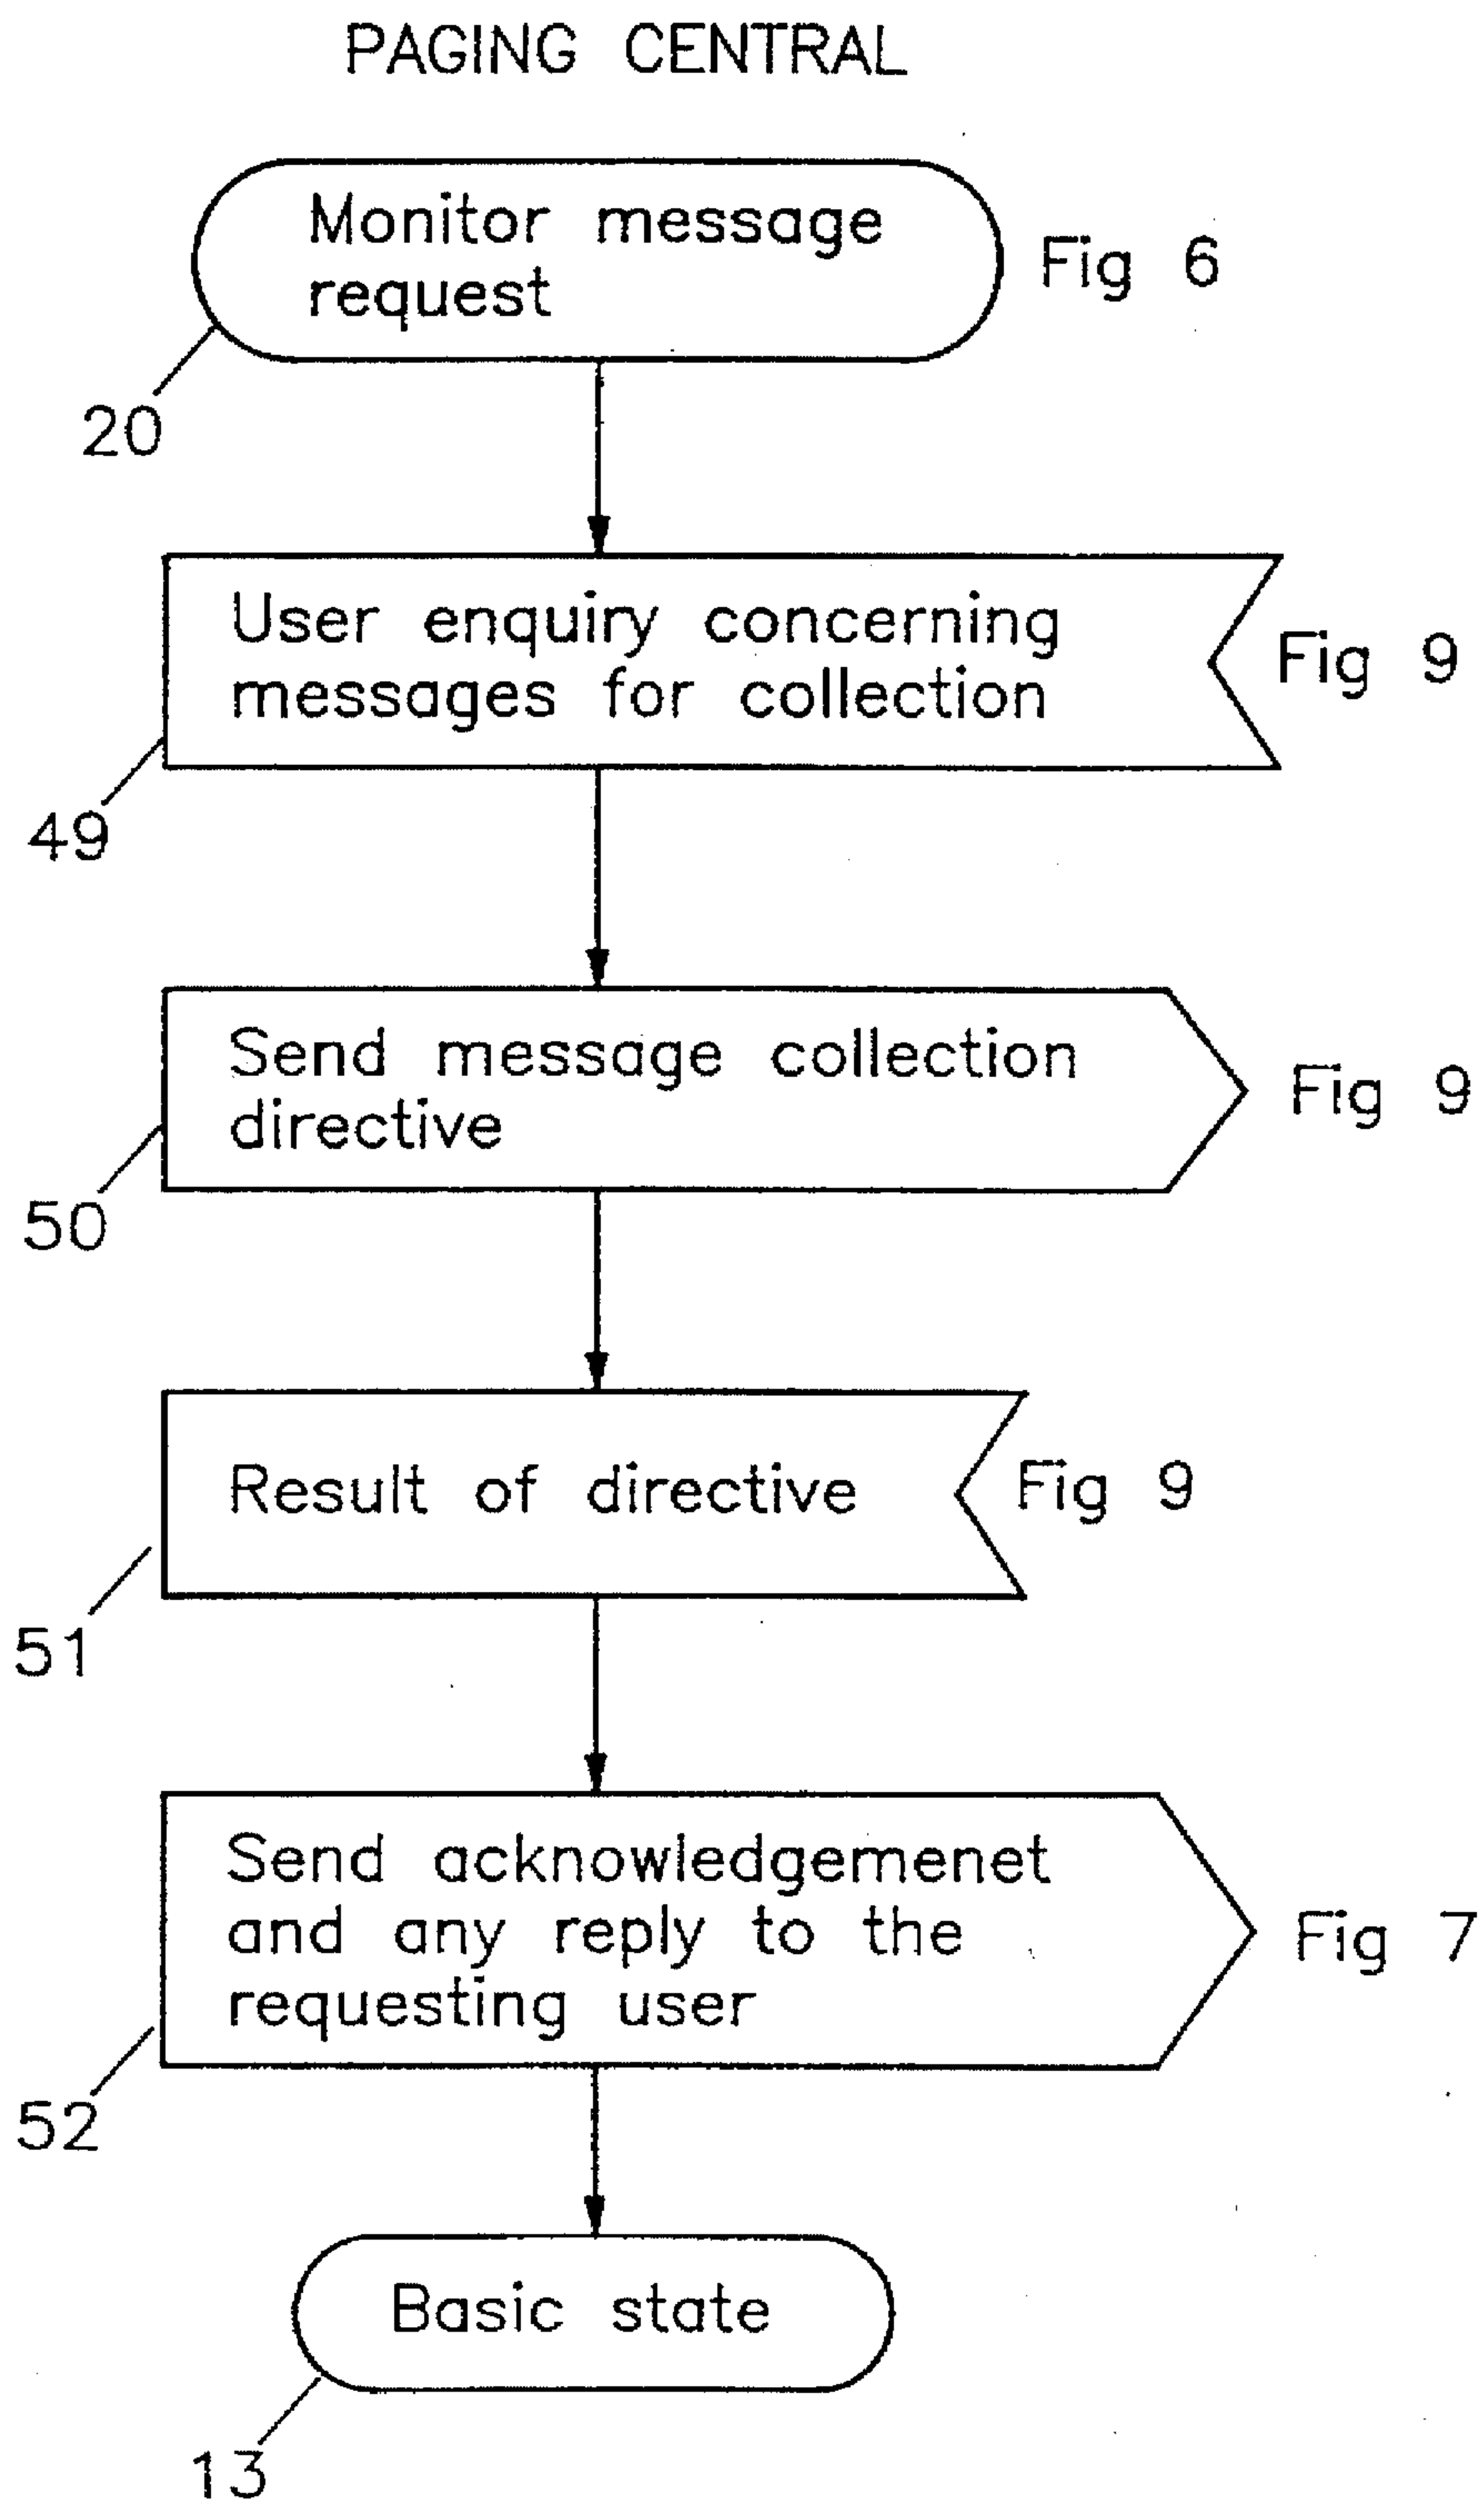 PAGING CENTRAL
Monitor message
request
Fig 6
20
User enquiry concerning
messages for collection
Fig 9
49
Send message collection
directive
Fig 9
50
Result of directive
Fig 9
51
Send acknowledgemenet
and any reply to the
requesting user
Fig 7
52
Basic state
13